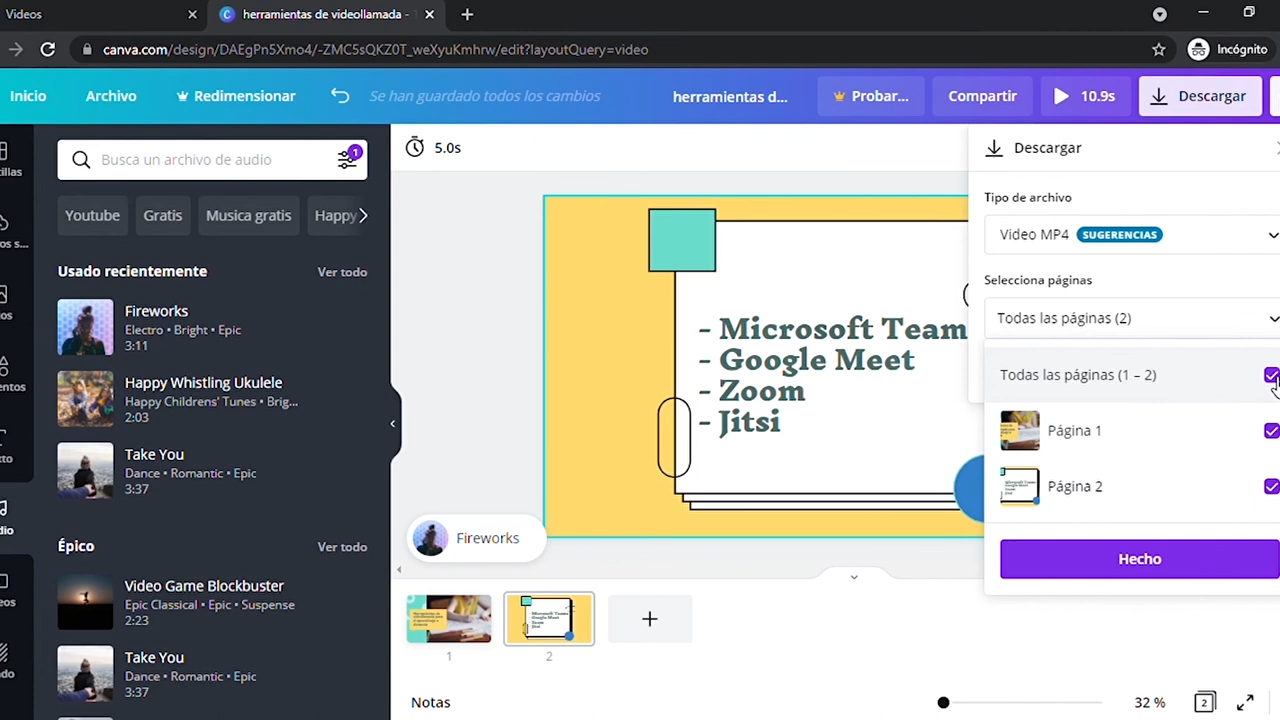 Videos
herramientas de videollamada -
canva.com/design/DAEgPn5Xmo4/-ZMC5sQKZ0T_weXyuKmhrw/edit?layoutQuery=video
Incógnito
Inicio
Archivo
Redimensionar
Se han guardado todos los cambios
herramientas d...
Probar...
Compartir
10.9s
Descargar
Busca un archivo de audio
1
Youtube
Gratis
Musica gratis
Happy
Usado recientemente
Ver todo
Fireworks
Electro • Bright • Epic
3:11
Happy Whistling Ukulele
Happy Childrens' Tunes • Brig...
2:03
Take You
Dance • Romantic • Epic
3:37
Épico
Ver todo
Video Game Blockbuster
Epic Classical • Epic • Suspense
2:23
Take You
Dance • Romantic • Epic
3:37
5.0s
- Microsoft Team
- Google Meet
- Zoom
- Jitsi
Fireworks
Descargar
Tipo de archivo
Video MP4 SUGERENCIAS
Selecciona páginas
Todas las páginas (2)
Todas las páginas (1 – 2)
Página 1
Página 2
Hecho
1
2
Notas
32 %
2